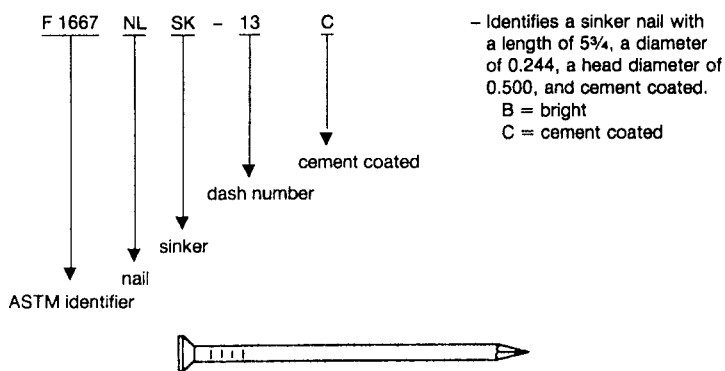 F 1667 NL SK – 13 C
cement coated
dash number
sinker
nail
ASTM identifier
– Identifies a sinker nail with
a length of 5¾, a diameter
of 0.244, a head diameter of
0.500, and cement coated.
B = bright
C = cement coated